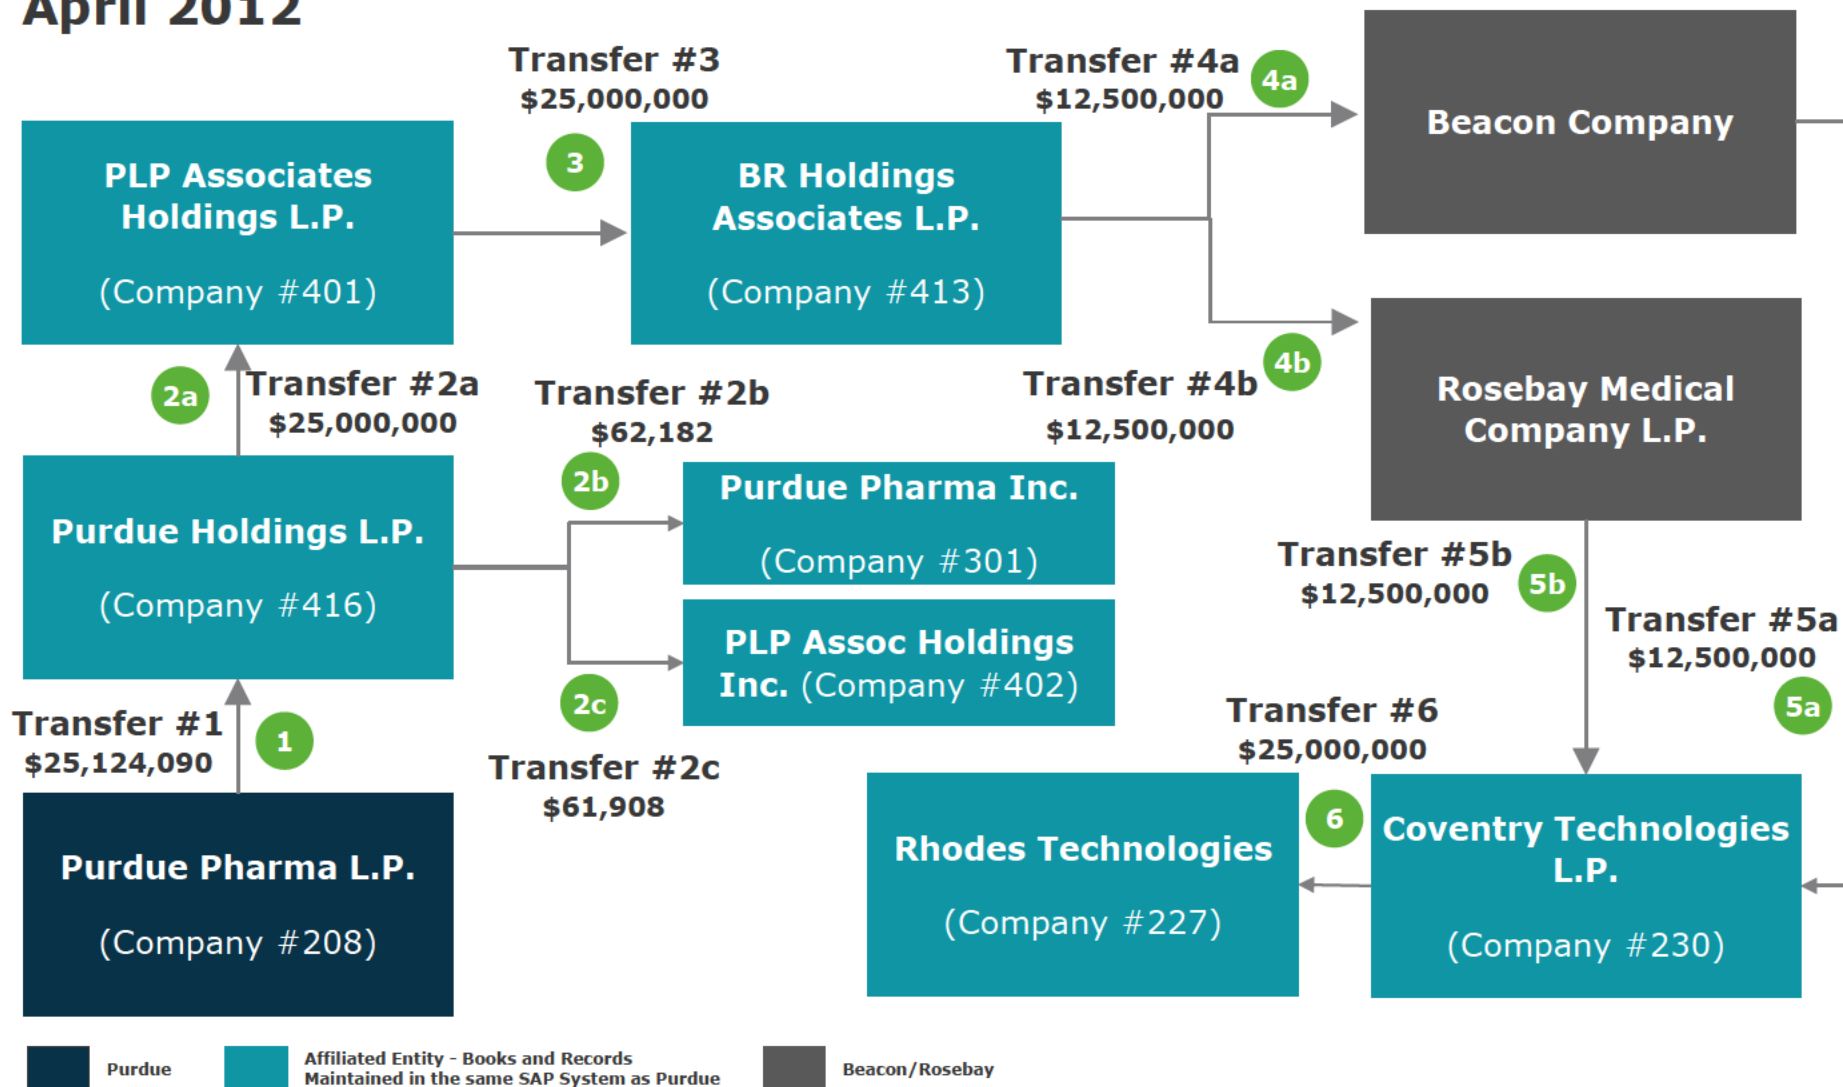 April 2012
Transfer #3
$25,000,000
3
Transfer #4a
$12,500,000
4a
PLP Associates
Holdings L.P.
(Company #401)
BR Holdings
Associates L.P.
(Company #413)
Beacon Company
2a
Transfer #2a
$25,000,000
Transfer #2b
$62,182
2b
Transfer #4b
$12,500,000
4b
Rosebay Medical
Company L.P.
Purdue Holdings L.P.
(Company #416)
Purdue Pharma Inc.
(Company #301)
PLP Assoc Holdings
Inc. (Company #402)
2c
Transfer #2c
$61,908
Transfer #5b
$12,500,000
5b
Transfer #5a
$12,500,000
5a
Transfer #1
$25,124,090
1
Transfer #6
$25,000,000
6
Purdue Pharma L.P.
(Company #208)
Rhodes Technologies
(Company #227)
Coventry Technologies
L.P.
(Company #230)
Purdue
Affiliated Entity - Books and Records
Maintained in the same SAP System as Purdue
Beacon/Rosebay